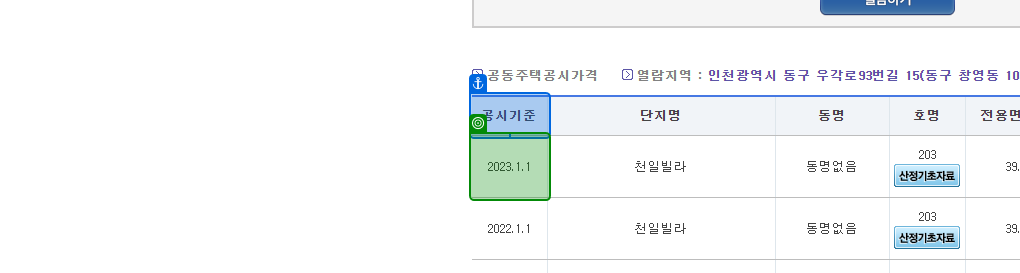 열람하기
공동주택공시가격 열람지역 : 인천광역시 동구 우각로93번길 15(동구 창영동 10
공시기준 단지명 동명 호명 전용면
2023.1.1 천일빌라 동명없음 203 산정기초자료 39.
2022.1.1 천일빌라 동명없음 203 산정기초자료 39.